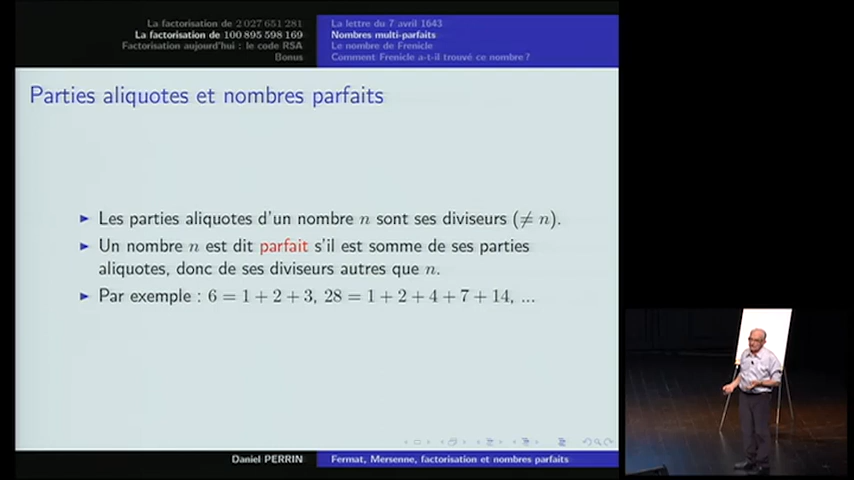 La factorisation de 2 027 651 281
La factorisation de 100 895 598 169
Factorisation aujourd'hui : le code RSA
Bonus
La lettre du 7 avril 1643
Nombres multi-parfaits
Le nombre de Frenicle
Comment Frenicle a-t-il trouvé ce nombre ?
Parties aliquotes et nombres parfaits
Les parties aliquotes d'un nombre n sont ses diviseurs (≠ n).
Un nombre n est dit parfait s'il est somme de ses parties
aliquotes, donc de ses diviseurs autres que n.
Par exemple : 6 = 1 + 2 + 3, 28 = 1 + 2 + 4 + 7 + 14, ...
Daniel PERRIN
Fermat, Mersenne, factorisation et nombres parfaits